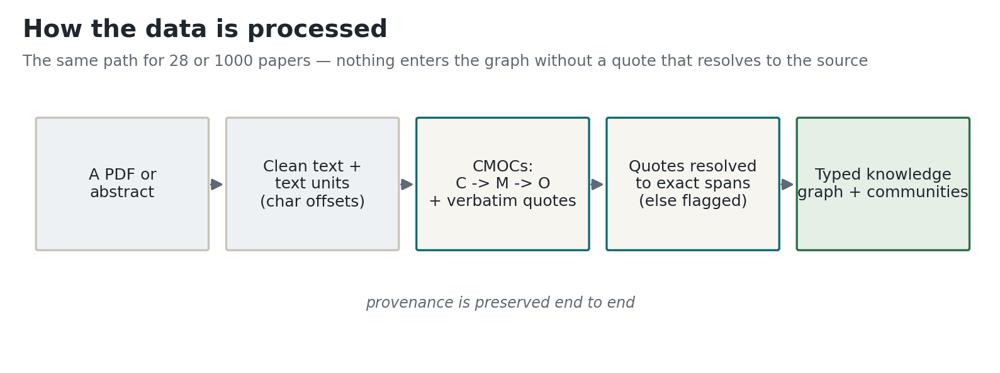 How the data is processed
The same path for 28 or 1000 papers — nothing enters the graph without a quote that resolves to the source
A PDF or
abstract
Clean text +
text units
(char offsets)
CMOCs:
C -> M -> O
+ verbatim quotes
Quotes resolved
to exact spans
(else flagged)
Typed knowledge
graph + communities
provenance is preserved end to end